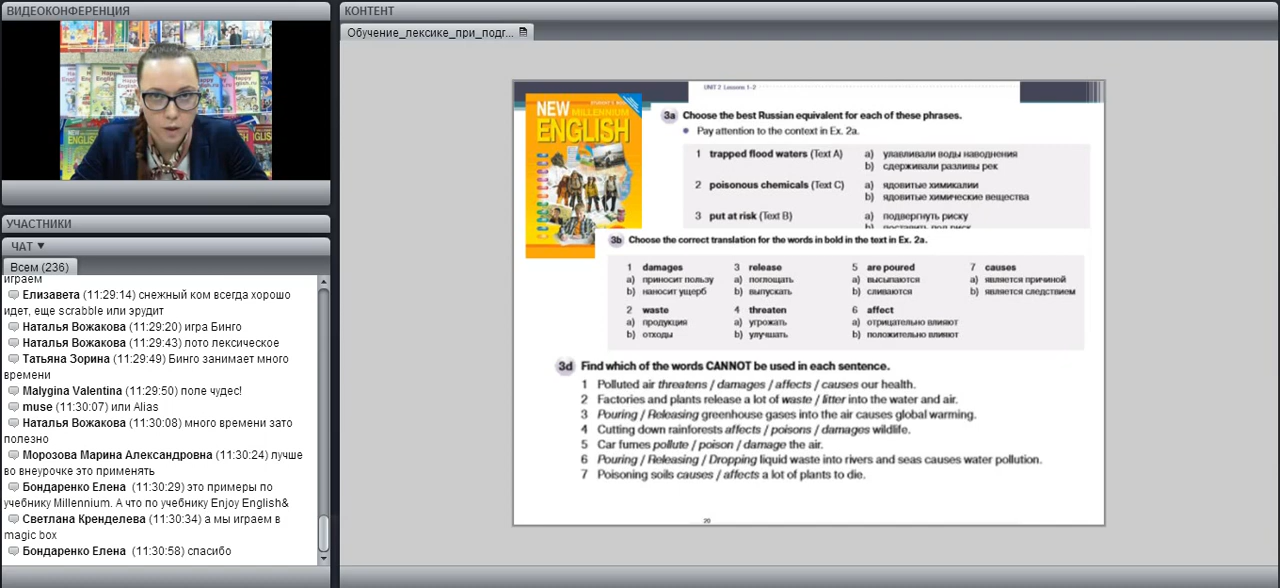 ВИДЕОКОНФЕРЕНЦИЯ
УЧАСТНИКИ
ЧАТ ▼
Всем (236)
играем
Елизавета (11:29:14) снежный ком всегда хорошо
идет, еще scrabble или эрудит
Наталья Вожакова (11:29:20) игра Бинго
Наталья Вожакова (11:29:43) лото лексическое
Татьяна Зорина (11:29:49) Бинго занимает много
времени
Malygina Valentina (11:29:50) поле чудес!
muse (11:30:07) или Alias
Наталья Вожакова (11:30:08) много времени зато
полезно
Морозова Марина Александровна (11:30:24) лучше
во внеурочке это применять
Бондаренко Елена (11:30:29) это примеры по
учебнику Millennium. А что по учебнику Enjoy English&
Светлана Кренделева (11:30:34) а мы играем в
magic box
Бондаренко Елена (11:30:58) спасибо
КОНТЕНТ
Обучение_лексике_при_подг...
UNIT 2 Lessons 1-2
NEW
MILLENNIUM
ENGLISH
3a Choose the best Russian equivalent for each of these phrases.
• Pay attention to the context in Ex. 2a.
1 trapped flood waters (Text A) a) улавливали воды наводнения
b) сдерживали разливы рек
2 poisonous chemicals (Text C) a) ядовитые химикалии
b) ядовитые химические вещества
3 put at risk (Text B) a) подвергнуть риску
3b Choose the correct translation for the words in bold in the text in Ex. 2a.
1 damages 3 release 5 are poured 7 causes
a) приносит пользу a) поглощать a) высыпаются a) является причиной
b) наносит ущерб b) выпускать b) сливаются b) является следствием
2 waste 4 threaten 6 affect
a) продукция a) угрожать a) отрицательно влияют
b) отходы b) улучшать b) положительно влияют
3d Find which of the words CANNOT be used in each sentence.
1 Polluted air threatens / damages / affects / causes our health.
2 Factories and plants release a lot of waste / litter into the water and air.
3 Pouring / Releasing greenhouse gases into the air causes global warming.
4 Cutting down rainforests affects / poisons / damages wildlife.
5 Car fumes pollute / poison / damage the air.
6 Pouring / Releasing / Dropping liquid waste into rivers and seas causes water pollution.
7 Poisoning soils causes / affects a lot of plants to die.
20